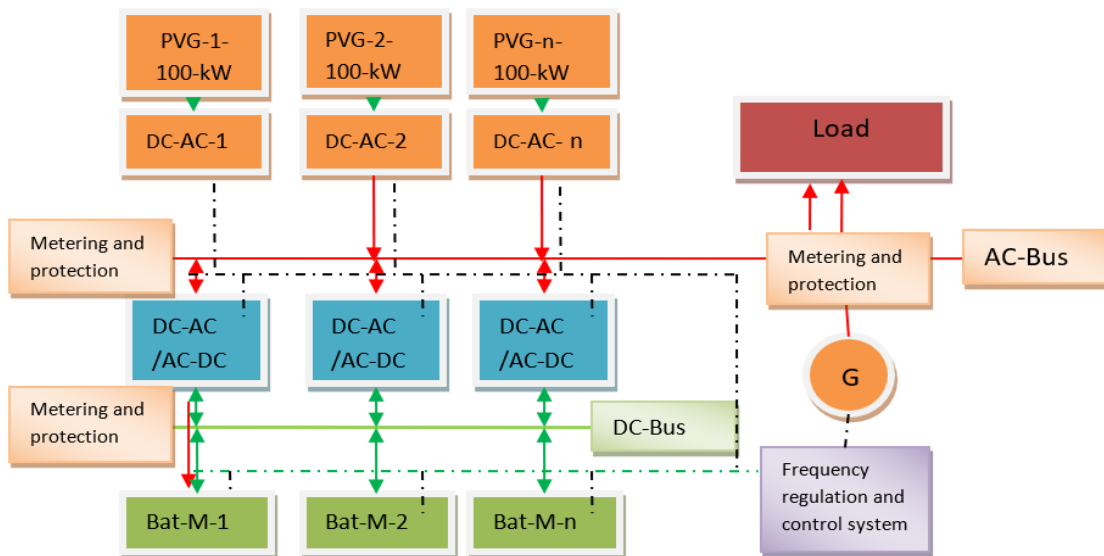 PVG-1-
100-kW
PVG-2-
100-kW
PVG-n-
100-kW
DC-AC-1
DC-AC-2
DC-AC- n
Load
Metering and
protection
Metering and
protection
AC-Bus
DC-AC
/AC-DC
DC-AC
/AC-DC
DC-AC
/AC-DC
G
Metering and
protection
DC-Bus
Frequency
regulation and
control system
Bat-M-1
Bat-M-2
Bat-M-n